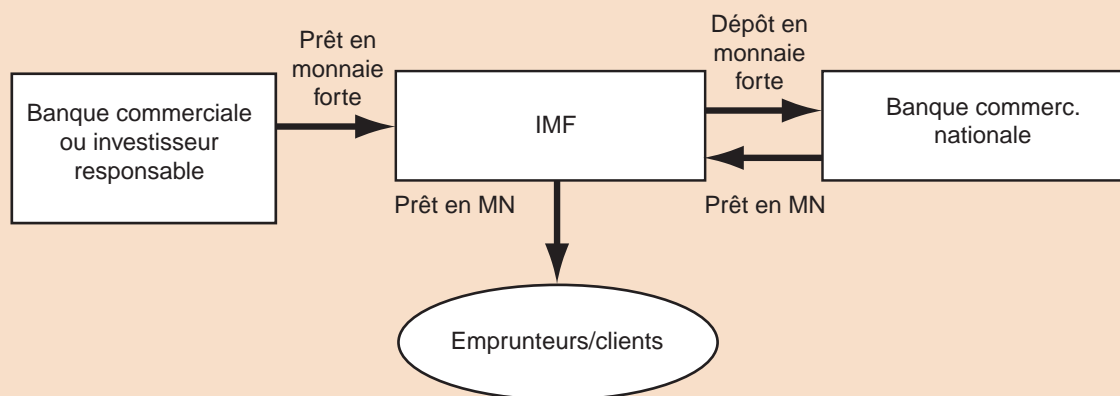 Prêt en
monnaie
forte
Dépôt en
monnaie
forte
Banque commerciale
ou investisseur
responsable
IMF
Banque commerc.
nationale
Prêt en MN
Prêt en MN
Emprunteurs/clients